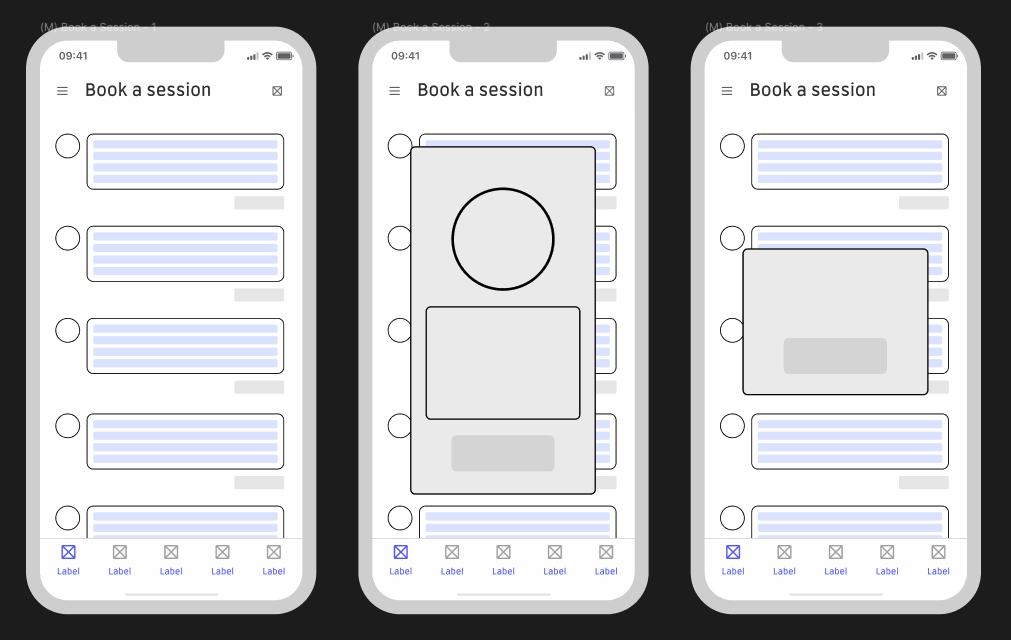 (M) Book a Session - 1
(M) Book a Session - 2
(M) Book a Session - 3
09:41
09:41
09:41
Book a session
Book a session
Book a session
Label Label Label Label Label
Label Label Label Label Label
Label Label Label Label Label